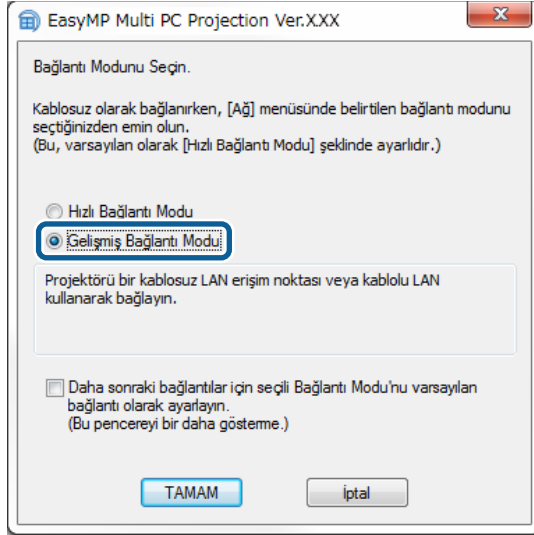 EasyMP Multi PC Projection Ver.XXX
Bağlantı Modunu Seçin.
Kablosuz olarak bağlanırken, [Ağ] menüsünde belirtilen bağlantı modunu
seçtiğinizden emin olun.
(Bu, varsayılan olarak [Hızlı Bağlantı Modu] şeklinde ayarlıdır.)
Hızlı Bağlantı Modu
Gelişmiş Bağlantı Modu
Projektörü bir kablosuz LAN erişim noktası veya kablolu LAN
kullanarak bağlayın.
Daha sonraki bağlantılar için seçili Bağlantı Modu'nu varsayılan
bağlantı olarak ayarlayın.
(Bu pencereyi bir daha gösterme.)
TAMAM
İptal